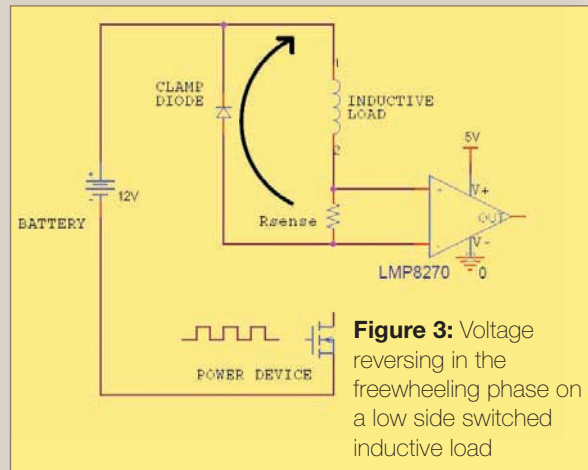 CLAMP
DIODE
1
INDUCTIVE
LOAD
2
5V
+
-
12V
BATTERY
Rsense
-
-
V+
OUT
V-
0
LMP8270
POWER DEVICE
Figure 3: Voltage
reversing in the
freewheeling phase on
a low side switched
inductive load